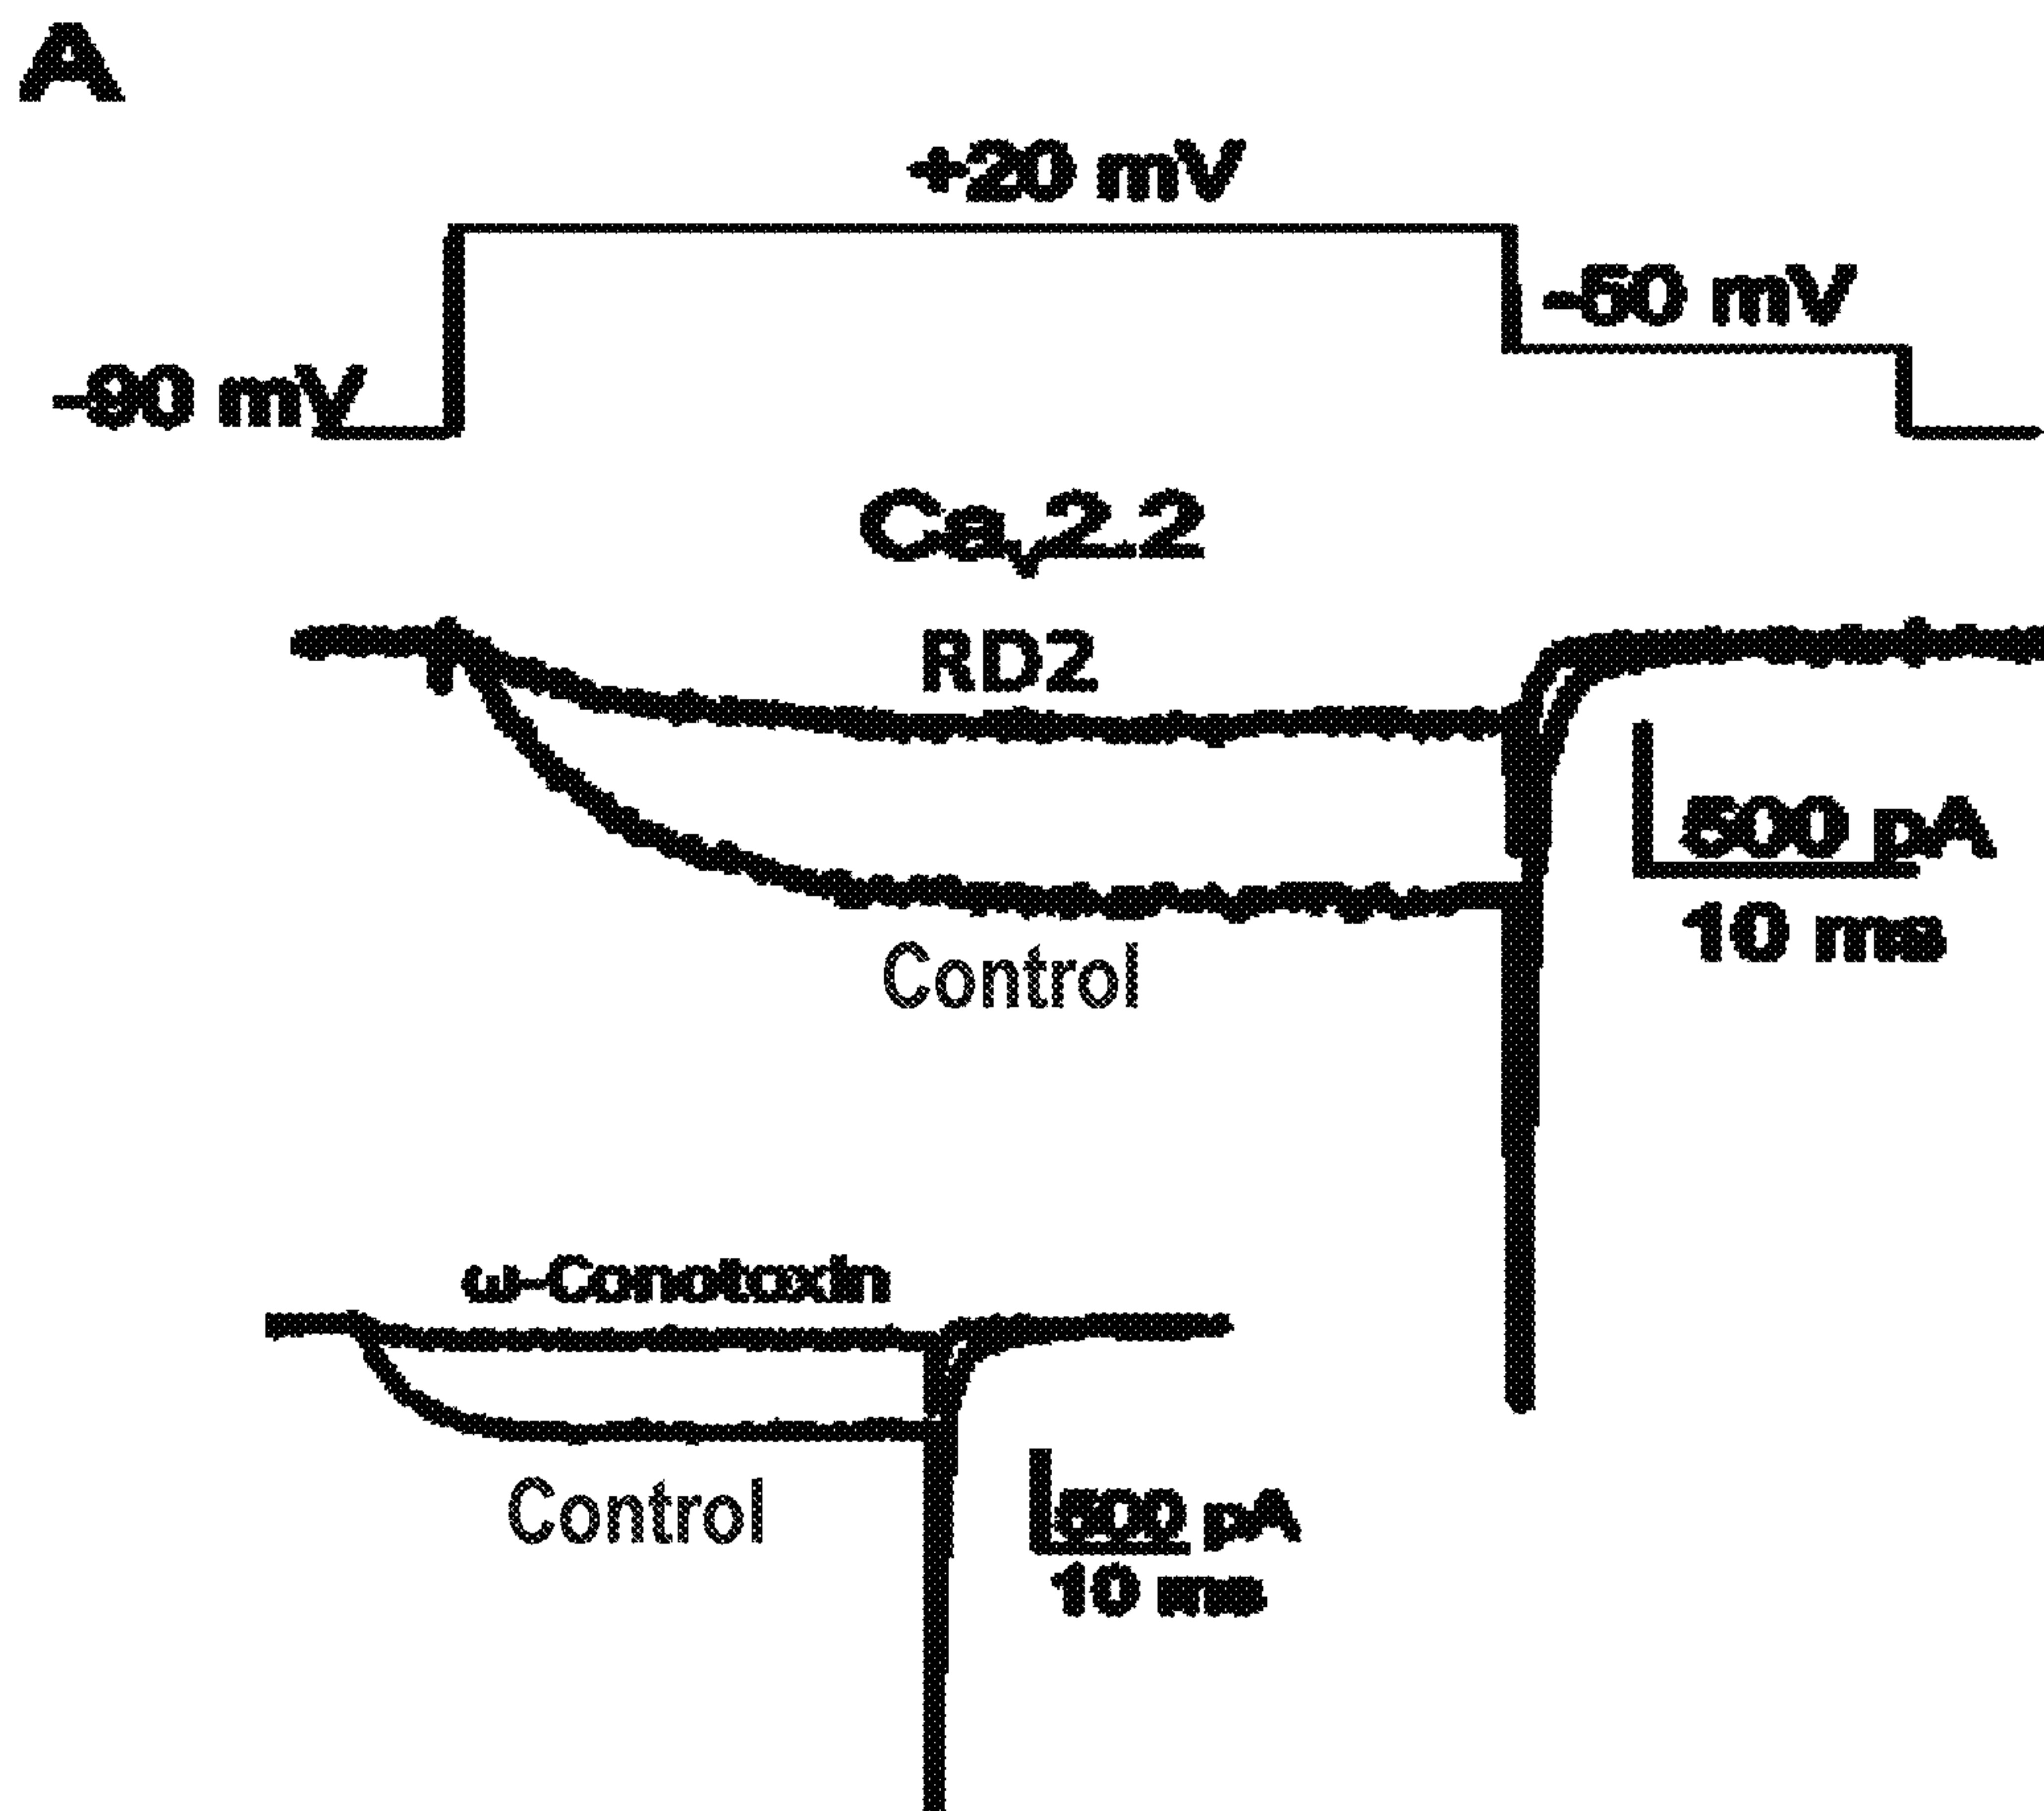 A
+20 mV
-50 mV
-90 mV
Cav2.2
RD2
500 pA
10 ms
Control
ω-Conotoxin
Control
500 pA
10 ms